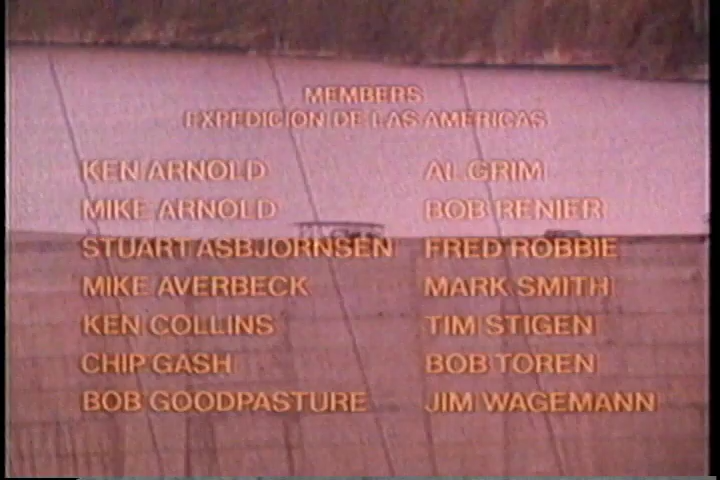 MEMBERS
EXPEDICION DE LAS AMERICAS
KEN ARNOLD
MIKE ARNOLD
STUART ASBJORNSEN
MIKE AVERBECK
KEN COLLINS
CHIP GASH
BOB GOODPASTURE
AL GRIM
BOB RENIER
FRED ROBBIE
MARK SMITH
TIM STIGEN
BOB TOREN
JIM WAGEMANN